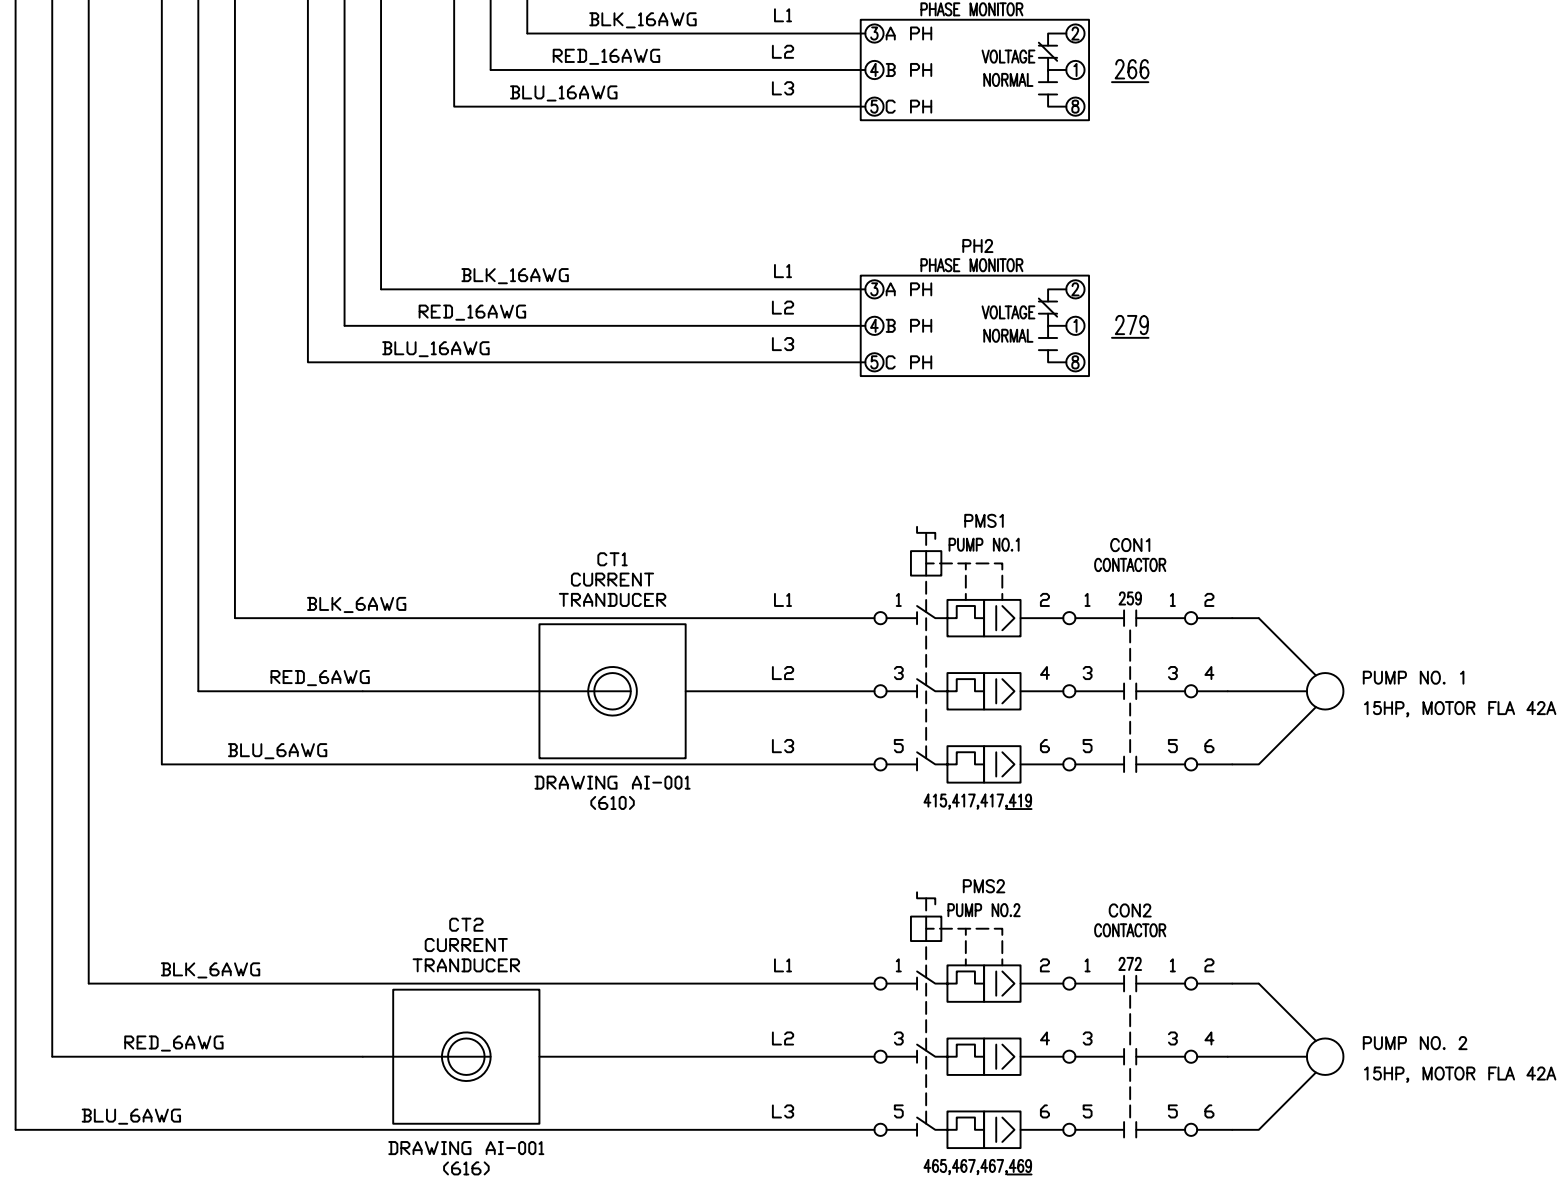 PHASE MONITOR
BLK_16AWG L1 3 A PH 2
RED_16AWG L2 4 B PH VOLTAGE NORMAL 1 266
BLU_16AWG L3 5 C PH 8
PH2
PHASE MONITOR
BLK_16AWG L1 3 A PH 2
RED_16AWG L2 4 B PH VOLTAGE NORMAL 1 279
BLU_16AWG L3 5 C PH 8
PMS1
PUMP NO.1
CON1
CONTACTOR
CT1
CURRENT
TRANDUCER
BLK_6AWG L1 1 2 1 259 1 2
RED_6AWG L2 3 4 3 3 4
PUMP NO. 1
15HP, MOTOR FLA 42A
BLU_6AWG L3 5 6 5 5 6
DRAWING AI-001
(610)
415,417,417,419
PMS2
PUMP NO.2
CON2
CONTACTOR
CT2
CURRENT
TRANDUCER
BLK_6AWG L1 1 2 1 272 1 2
RED_6AWG L2 3 4 3 3 4
PUMP NO. 2
15HP, MOTOR FLA 42A
BLU_6AWG L3 5 6 5 5 6
DRAWING AI-001
(616)
465,467,467,469